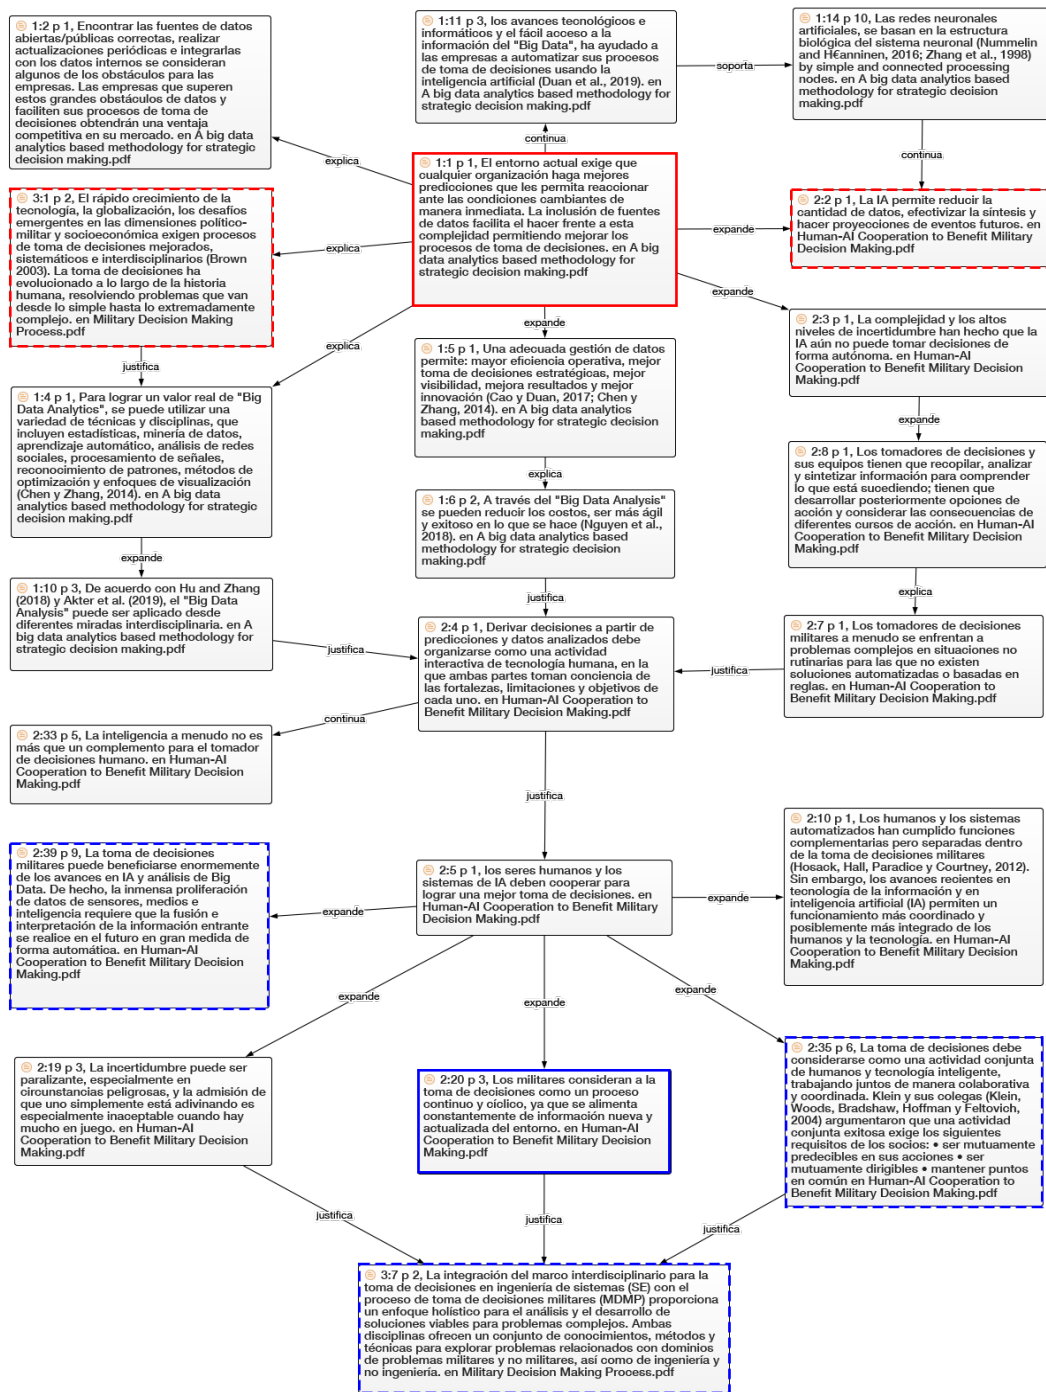 1:2 p 1, Encontrar las fuentes de datos
abiertas/públicas correctas, realizar
actualizaciones periódicas e integrarlas
con los datos internos se consideran
algunos de los obstáculos para las
empresas. Las empresas que superen
estos grandes obstáculos de datos y
faciliten sus procesos de toma de
decisiones obtendrán una ventaja
competitiva en su mercado. en A big data
analytics based methodology for
strategic decision making.pdf
1:11 p 3, los avances tecnológicos e
informáticos y el fácil acceso a la
información del "Big Data", ha ayudado a
las empresas a automatizar sus procesos
de toma de decisiones usando la
inteligencia artificial (Duan et al., 2019). en
A big data analytics based methodology for
strategic decision making.pdf
soporta
1:14 p 10, Las redes neuronales
artificiales, se basan en la estructura
biológica del sistema neuronal (Nummelin
and H€anninen, 2016; Zhang et al., 1998)
by simple and connected processing
nodes. en A big data analytics based
methodology for strategic decision
making.pdf
continua
continua
explica
1:1 p 1, El entorno actual exige que
cualquier organización haga mejores
predicciones que les permita reaccionar
ante las condiciones cambiantes de
manera inmediata. La inclusión de fuentes
de datos facilita el hacer frente a esta
complejidad permitiendo mejorar los
procesos de toma de decisiones. en A big
data analytics based methodology for
strategic decision making.pdf
3:1 p 2, El rápido crecimiento de la
tecnología, la globalización, los desafíos
emergentes en las dimensiones político-
militar y socioeconómica exigen procesos
de toma de decisiones mejorados,
sistemáticos e interdisciplinarios (Brown
2003). La toma de decisiones ha
evolucionado a lo largo de la historia
humana, resolviendo problemas que van
desde lo simple hasta lo extremadamente
complejo. en Military Decision Making
Process.pdf
explica
expande
2:2 p 1, La IA permite reducir la
cantidad de datos, efectivizar la síntesis y
hacer proyecciones de eventos futuros. en
Human-AI Cooperation to Benefit Military
Decision Making.pdf
expande
expande
explica
justifica
2:3 p 1, La complejidad y los altos
niveles de incertidumbre han hecho que la
IA aún no puede tomar decisiones de
forma autónoma. en Human-AI
Cooperation to Benefit Military Decision
Making.pdf
1:5 p 1, Una adecuada gestión de datos
permite: mayor eficiencia operativa, mejor
toma de decisiones estratégicas, mejor
visibilidad, mejora resultados y mejor
innovación (Cao y Duan, 2017; Chen y
Zhang, 2014). en A big data analytics
based methodology for strategic decision
making.pdf
1:4 p 1, Para lograr un valor real de "Big
Data Analytics", se puede utilizar una
variedad de técnicas y disciplinas, que
incluyen estadísticas, minería de datos,
aprendizaje automático, análisis de redes
sociales, procesamiento de señales,
reconocimiento de patrones, métodos de
optimización y enfoques de visualización
(Chen y Zhang, 2014). en A big data
analytics based methodology for strategic
decision making.pdf
expande
2:8 p 1, Los tomadores de decisiones y
sus equipos tienen que recopilar, analizar
y sintetizar información para comprender
lo que está sucediendo; tienen que
desarrollar posteriormente opciones de
acción y considerar las consecuencias de
diferentes cursos de acción. en Human-AI
Cooperation to Benefit Military Decision
Making.pdf
explica
1:6 p 2, A través del "Big Data Analysis"
se pueden reducir los costos, ser más ágil
y exitoso en lo que se hace (Nguyen et al.,
2018). en A big data analytics based
methodology for strategic decision
making.pdf
expande
1:10 p 3, De acuerdo con Hu and Zhang
(2018) y Akter et al. (2019), el "Big Data
Analysis" puede ser aplicado desde
diferentes miradas interdisciplinaria. en A
big data analytics based methodology for
strategic decision making.pdf
justifica
explica
justifica
2:4 p 1, Derivar decisiones a partir de
predicciones y datos analizados debe
organizarse como una actividad
interactiva de tecnología humana, en la
que ambas partes toman conciencia de
las fortalezas, limitaciones y objetivos de
cada uno. en Human-AI Cooperation to
Benefit Military Decision Making.pdf
justifica
2:7 p 1, Los tomadores de decisiones
militares a menudo se enfrentan a
problemas complejos en situaciones no
rutinarias para las que no existen
soluciones automatizadas o basadas en
reglas. en Human-AI Cooperation to
Benefit Military Decision Making.pdf
continua
2:33 p 5, La inteligencia a menudo no es
más que un complemento para el tomador
de decisiones humano. en Human-AI
Cooperation to Benefit Military Decision
Making.pdf
justifica
2:10 p 1, Los humanos y los sistemas
automatizados han cumplido funciones
complementarias pero separadas dentro
de la toma de decisiones militares
(Hosack, Hall, Paradice y Courtney, 2012).
Sin embargo, los avances recientes en
tecnología de la información y en
inteligencia artificial (IA) permiten un
funcionamiento más coordinado y
posiblemente más integrado de los
humanos y la tecnología. en Human-AI
Cooperation to Benefit Military Decision
Making.pdf
2:39 p 9, La toma de decisiones
militares puede beneficiarse enormemente
de los avances en IA y análisis de Big
Data. De hecho, la inmensa proliferación
de datos de sensores, medios e
inteligencia requiere que la fusión e
interpretación de la información entrante
se realice en el futuro en gran medida de
forma automática. en Human-AI
Cooperation to Benefit Military Decision
Making.pdf
2:5 p 1, los seres humanos y los
sistemas de IA deben cooperar para
lograr una mejor toma de decisiones. en
Human-AI Cooperation to Benefit Military
Decision Making.pdf
expande
expande
expande
expande
expande
2:19 p 3, La incertidumbre puede ser
paralizante, especialmente en
circunstancias peligrosas, y la admisión de
que uno simplemente está adivinando es
especialmente inaceptable cuando hay
mucho en juego. en Human-AI
Cooperation to Benefit Military Decision
Making.pdf
2:20 p 3, Los militares consideran a la
toma de decisiones como un proceso
continuo y cíclico, ya que se alimenta
constantemente de información nueva y
actualizada del entorno. en Human-AI
Cooperation to Benefit Military Decision
Making.pdf
2:35 p 6, La toma de decisiones debe
considerarse como una actividad conjunta
de humanos y tecnología inteligente,
trabajando juntos de manera colaborativa
y coordinada. Klein y sus colegas (Klein,
Woods, Bradshaw, Hoffman y Feltovich,
2004) argumentaron que una actividad
conjunta exitosa exige los siguientes
requisitos de los socios: • ser mutuamente
predecibles en sus acciones • ser
mutuamente dirigibles • mantener puntos
en común en Human-AI Cooperation to
Benefit Military Decision Making.pdf
justifica
justifica
justifica
3:7 p 2, La integración del marco interdisciplinario para la
toma de decisiones en ingeniería de sistemas (SE) con el
proceso de toma de decisiones militares (MDMP) proporciona
un enfoque holístico para el análisis y el desarrollo de
soluciones viables para problemas complejos. Ambas
disciplinas ofrecen un conjunto de conocimientos, métodos y
técnicas para explorar problemas relacionados con dominios
de problemas militares y no militares, así como de ingeniería y
no ingeniería. en Military Decision Making Process.pdf